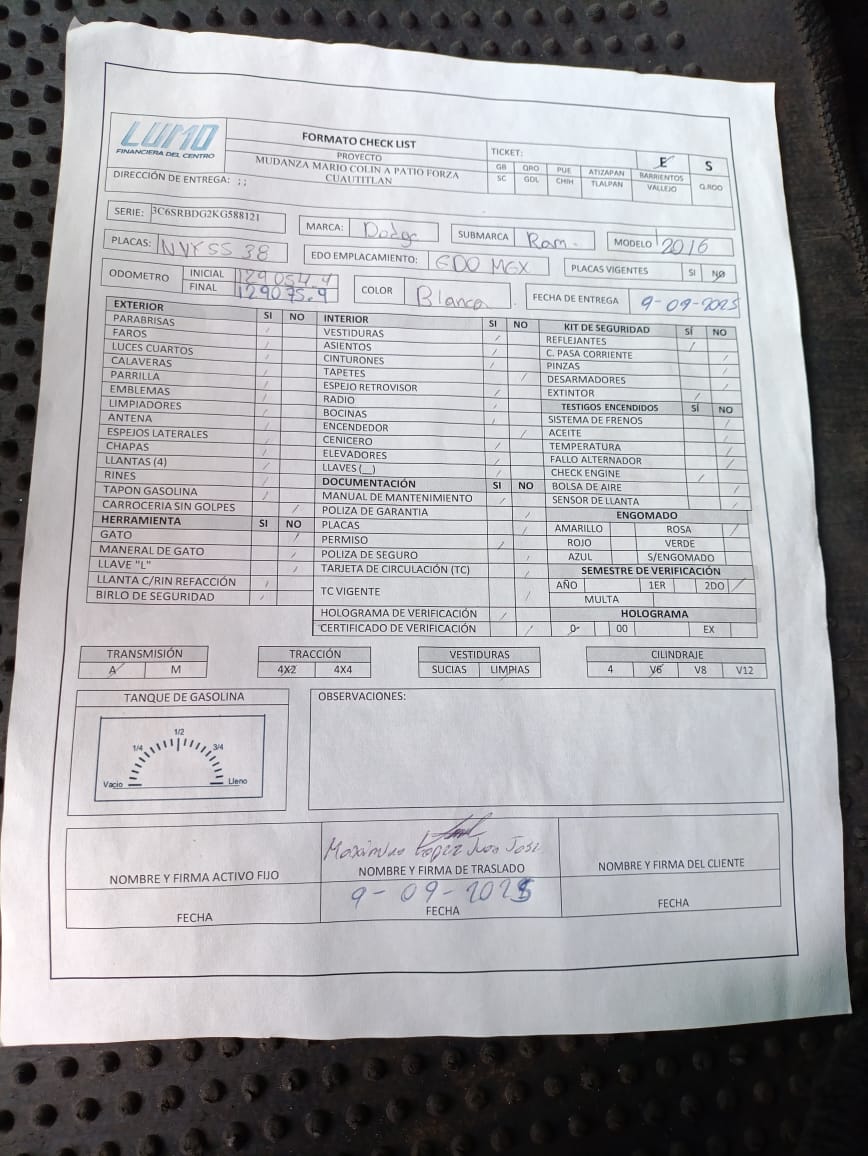 LUMO
FINANCIERA DEL CENTRO
FORMATO CHECK LIST
PROYECTO
MUDANZA MARIO COLIN A PATIO FORZA CUAUTITLAN
TICKET: E S
GB QRO PUE ATIZAPAN BARRIENTOS Q.ROO
SC GDL CHIH TLALPAN VALLEJO
DIRECCIÓN DE ENTREGA: ; ;
SERIE: 3C6SRBDG2KG588121 MARCA: Dodge SUBMARCA Ram. MODELO 2016
PLACAS: EDO EMPLACAMIENTO: EDO MEX PLACAS VIGENTES SI NO
ODOMETRO INICIAL 129054.4
FINAL 129075.9
COLOR Blanca FECHA DE ENTREGA 9-09-2025
EXTERIOR SI NO
PARABRISAS
FAROS
LUCES CUARTOS
CALAVERAS
PARRILLA
EMBLEMAS
LIMPIADORES
ANTENA
ESPEJOS LATERALES
CHAPAS
LLANTAS (4)
RINES
TAPON GASOLINA
CARROCERIA SIN GOLPES
HERRAMIENTA SI NO
GATO
MANERAL DE GATO
LLAVE "L"
LLANTA C/RIN REFACCIÓN
BIRLO DE SEGURIDAD
INTERIOR SI NO
VESTIDURAS
ASIENTOS
CINTURONES
TAPETES
ESPEJO RETROVISOR
RADIO
BOCINAS
ENCENDEDOR
CENICERO
ELEVADORES
LLAVES (__)
DOCUMENTACIÓN SI NO
MANUAL DE MANTENIMIENTO
POLIZA DE GARANTIA
PLACAS
PERMISO
POLIZA DE SEGURO
TARJETA DE CIRCULACIÓN (TC)
TC VIGENTE
HOLOGRAMA DE VERIFICACIÓN
CERTIFICADO DE VERIFICACIÓN
KIT DE SEGURIDAD SÍ NO
REFLEJANTES
C. PASA CORRIENTE
PINZAS
DESARMADORES
EXTINTOR
TESTIGOS ENCENDIDOS SÍ NO
SISTEMA DE FRENOS
ACEITE
TEMPERATURA
FALLO ALTERNADOR
CHECK ENGINE
BOLSA DE AIRE
SENSOR DE LLANTA
ENGOMADO
AMARILLO ROSA
ROJO VERDE
AZUL S/ENGOMADO
SEMESTRE DE VERIFICACIÓN
AÑO 1ER 2DO
MULTA
HOLOGRAMA
0 00 EX
TRANSMISIÓN
A M
TRACCIÓN
4X2 4X4
VESTIDURAS
SUCIAS LIMPIAS
CILINDRAJE
4 V6 V8 V12
TANQUE DE GASOLINA
1/4 1/2 3/4
Vacio Lleno
OBSERVACIONES:
Maximino Lopez Juan Jose
NOMBRE Y FIRMA ACTIVO FIJO NOMBRE Y FIRMA DE TRASLADO NOMBRE Y FIRMA DEL CLIENTE
9-09-2025
FECHA FECHA FECHA